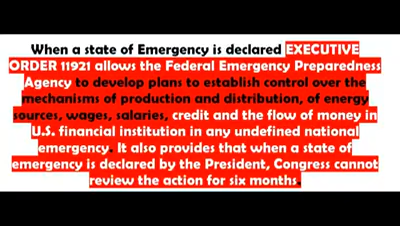 When a state of Emergency is declared EXECUTIVE
ORDER 11921 allows the Federal Emergency Preparedness
Agency to develop plans to establish control over the
mechanisms of production and distribution, of energy
sources, wages, salaries, credit and the flow of money in
U.S. financial institution in any undefined national
emergency. It also provides that when a state of
emergency is declared by the President, Congress cannot
review the action for six months.